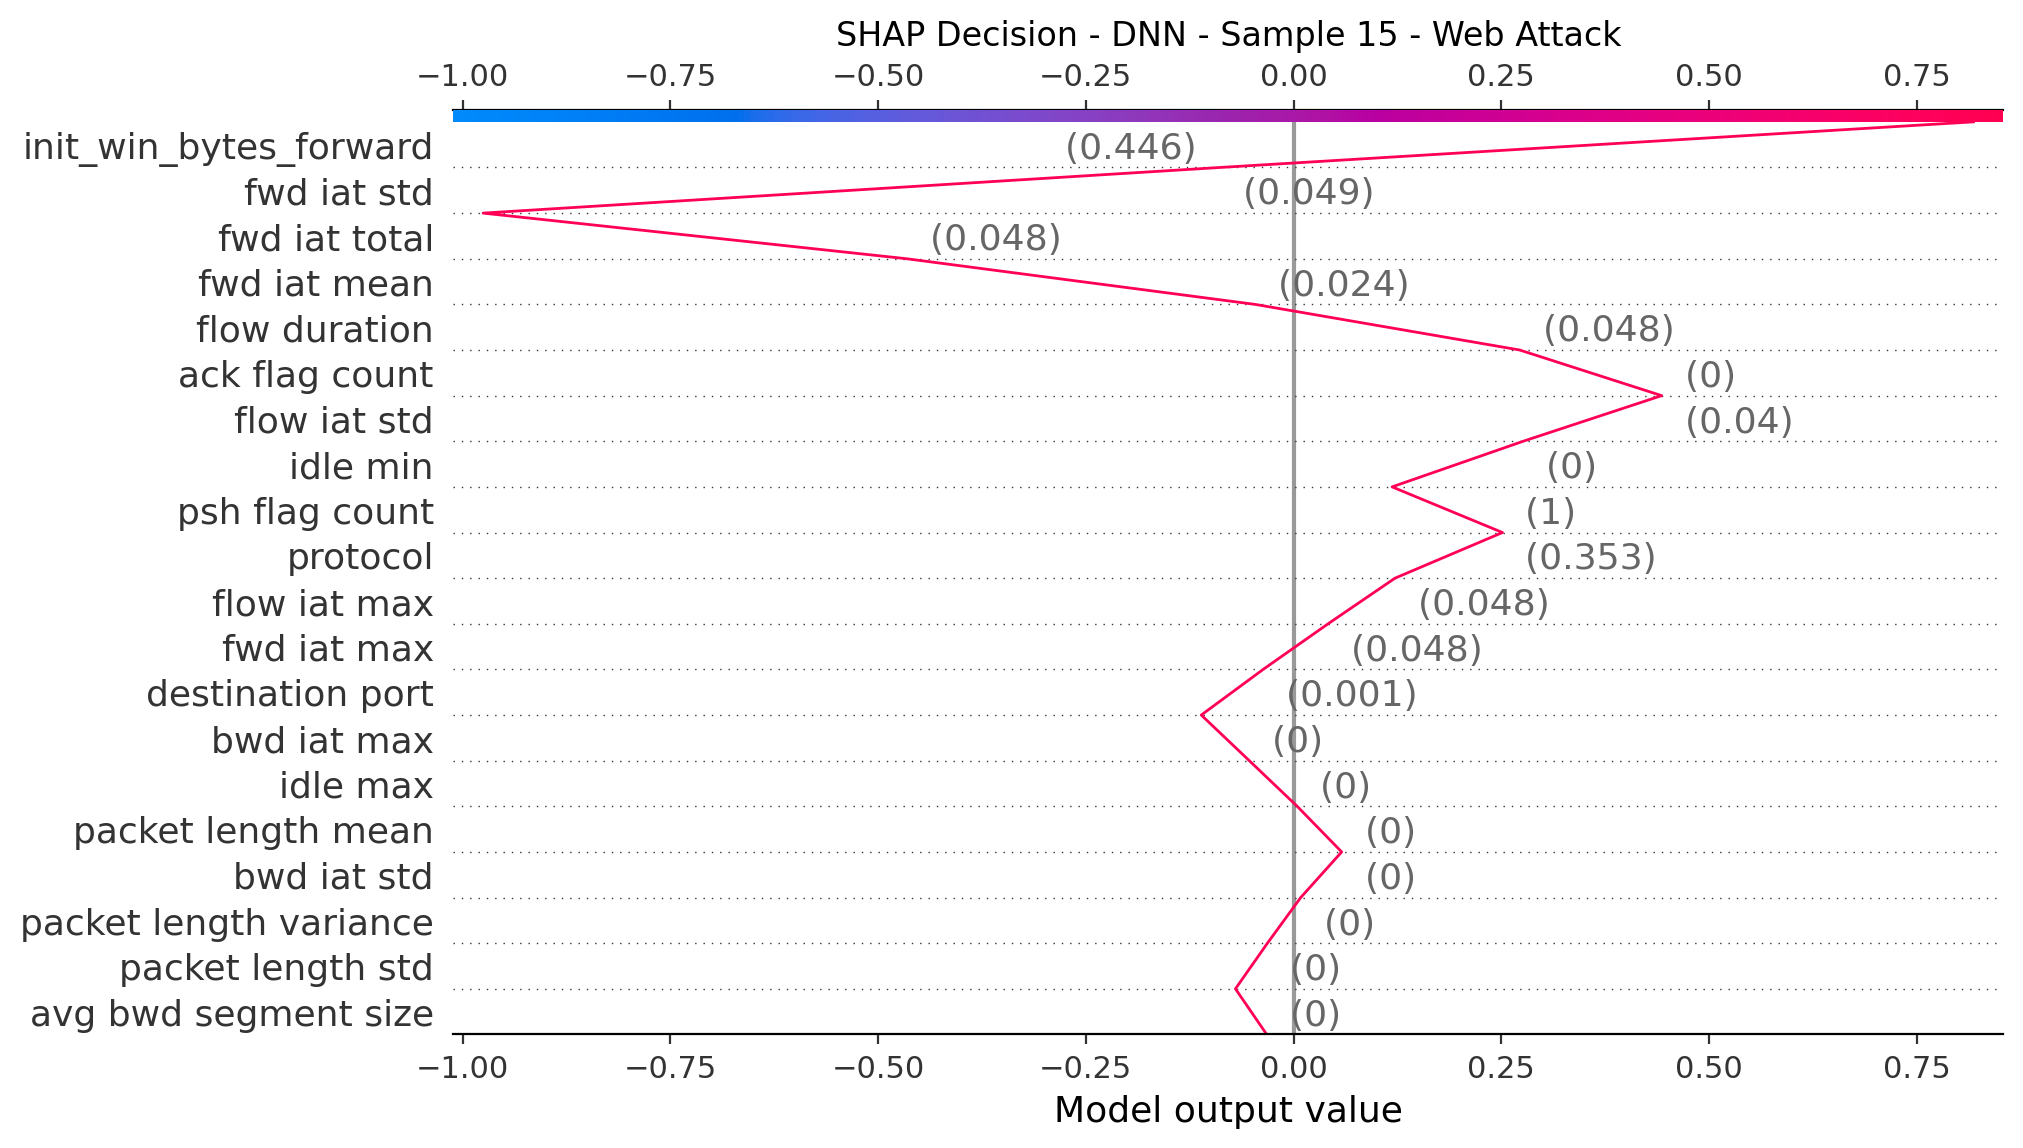 SHAP Decision - DNN - Sample 15 - Web Attack
−1.00 −0.75 −0.50 −0.25 0.00 0.25 0.50 0.75
init_win_bytes_forward (0.446)
fwd iat std (0.049)
fwd iat total (0.048)
fwd iat mean (0.024)
flow duration (0.048)
ack flag count (0)
flow iat std (0.04)
idle min (0)
psh flag count (1)
protocol (0.353)
flow iat max (0.048)
fwd iat max (0.048)
destination port (0.001)
bwd iat max (0)
idle max (0)
packet length mean (0)
bwd iat std (0)
packet length variance (0)
packet length std (0)
avg bwd segment size (0)
−1.00 −0.75 −0.50 −0.25 0.00 0.25 0.50 0.75
Model output value